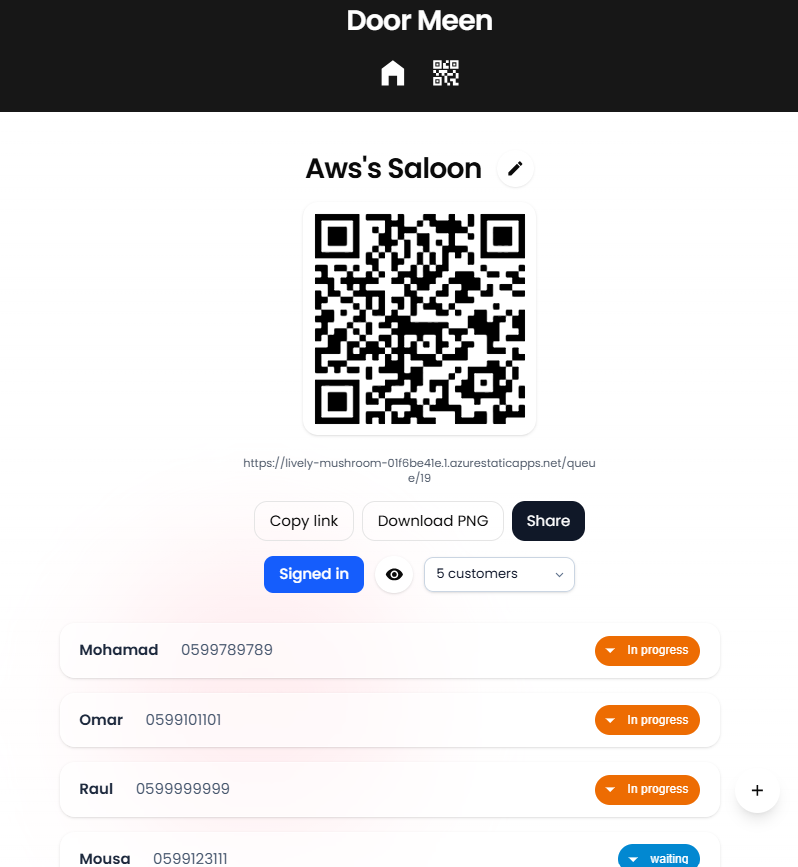 Door Meen
Aws's Saloon
https://lively-mushroom-01f6be41e.1.azurestaticapps.net/queu
e/19
Copy link Download PNG Share
Signed in 5 customers
Mohamad 0599789789 In progress
Omar 0599101101 In progress
Raul 0599999999 In progress
Mousa 0599123111 waiting